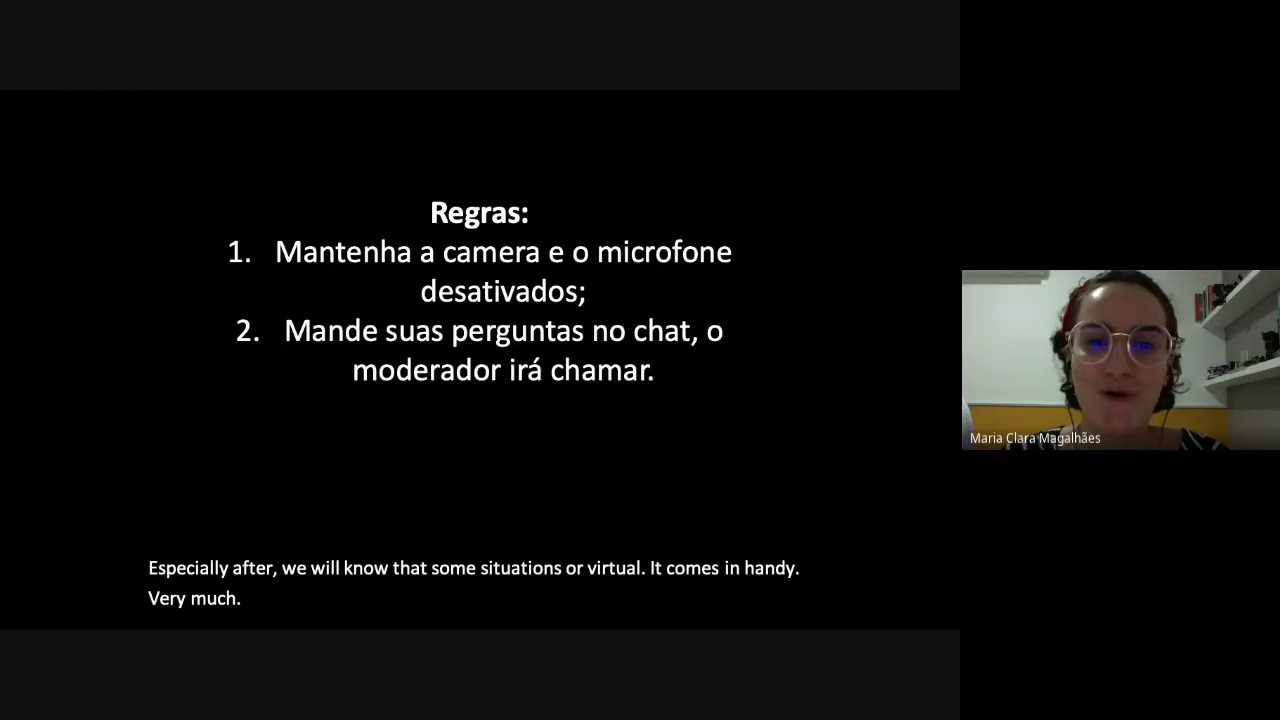 Regras:
1. Mantenha a camera e o microfone
desativados;
2. Mande suas perguntas no chat, o
moderador irá chamar.
Maria Clara Magalhães
Especially after, we will know that some situations or virtual. It comes in handy.
Very much.